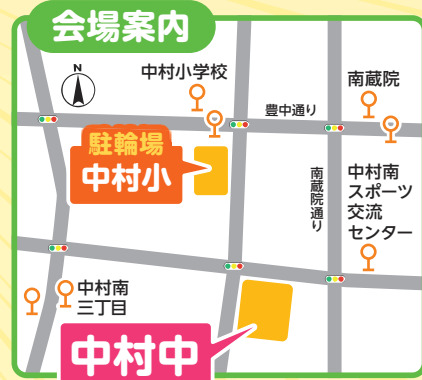 会場案内
N
中村小学校
南蔵院
豊中通り
駐輪場
中村小
南蔵院通り
中村南
スポーツ
交流
センター
中村南
三丁目
中村中